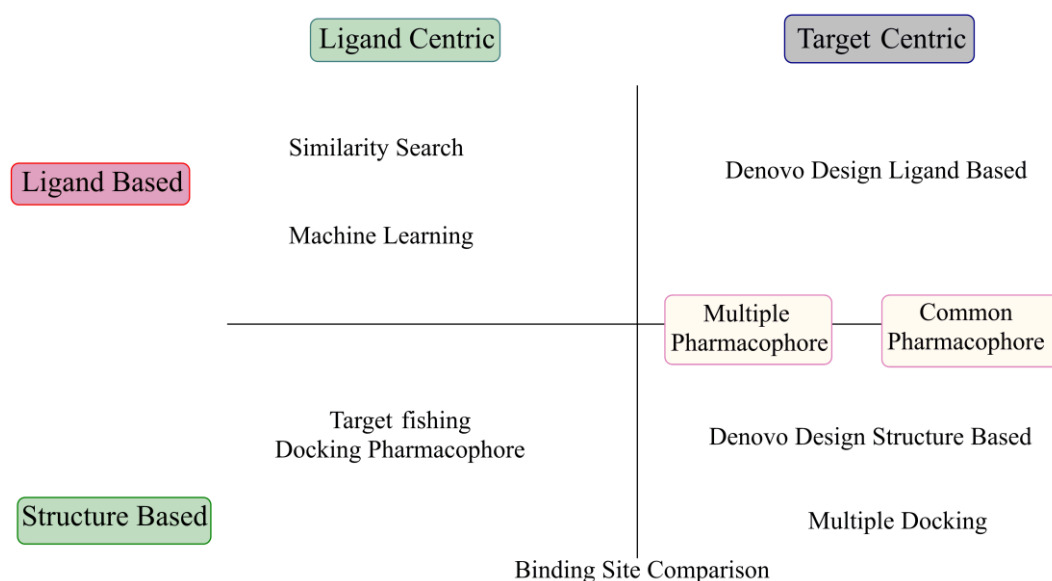 Ligand Centric
Target Centric
Similarity Search
Denovo Design Ligand Based
Ligand Based
Machine Learning
Multiple
Pharmacophore
Common
Pharmacophore
Target fishing
Docking Pharmacophore
Denovo Design Structure Based
Structure Based
Multiple Docking
Binding Site Comparison